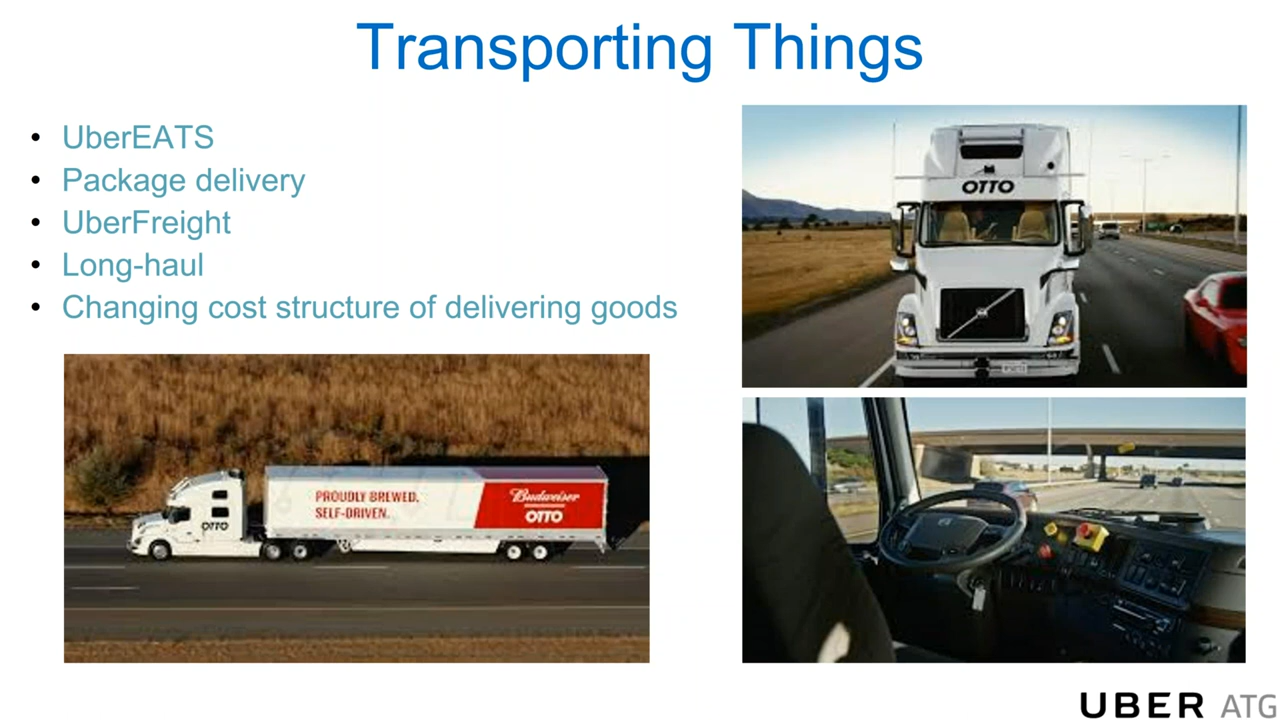 Transporting Things
• UberEATS
• Package delivery
• UberFreight
• Long-haul
• Changing cost structure of delivering goods
OTTO
PROUDLY BREWED.
SELF-DRIVEN.
Budweiser
OTTO
OTTO
UBER ATG